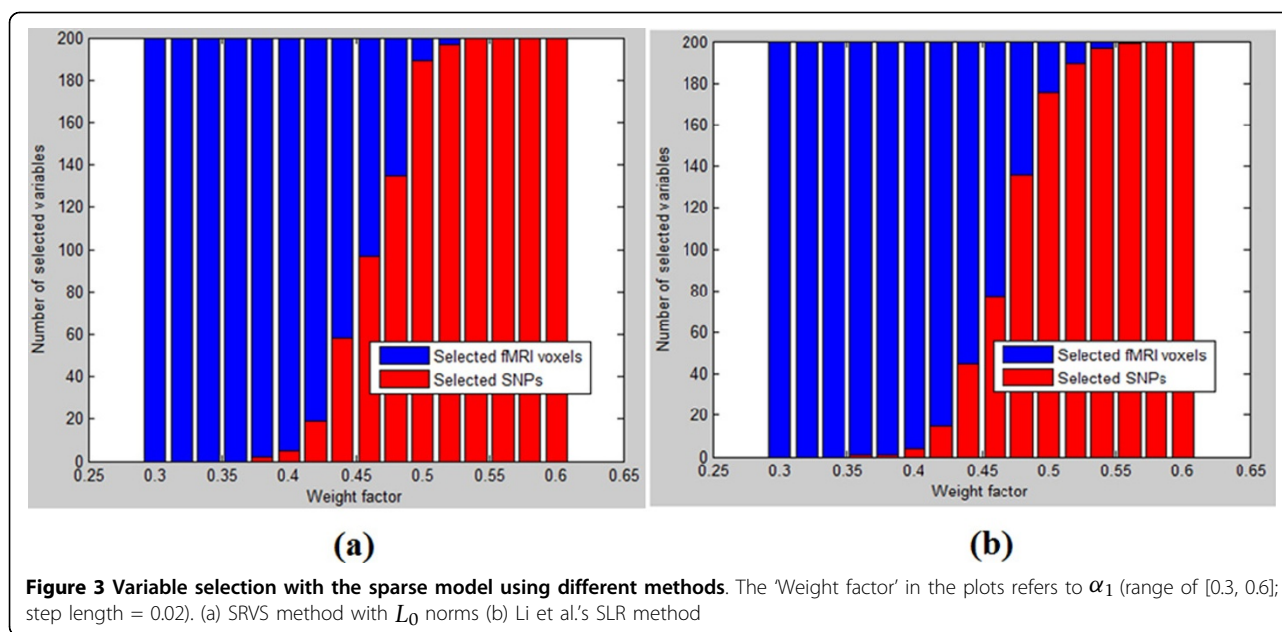 200
180
160
140
120
100
80
60
40
20
0
Number of selected variables
Selected fMRI voxels
Selected SNPs
0.25 0.3 0.35 0.4 0.45 0.5 0.55 0.6 0.65
Weight factor
(a)
200
180
160
140
120
100
80
60
40
20
0
Number of selected variables
Selected fMRI voxels
Selected SNPs
0.25 0.3 0.35 0.4 0.45 0.5 0.55 0.6 0.65
Weight factor
(b)
Figure 3 Variable selection with the sparse model using different methods. The 'Weight factor' in the plots refers to α₁ (range of [0.3, 0.6];
step length = 0.02). (a) SRVS method with L₀ norms (b) Li et al.'s SLR method